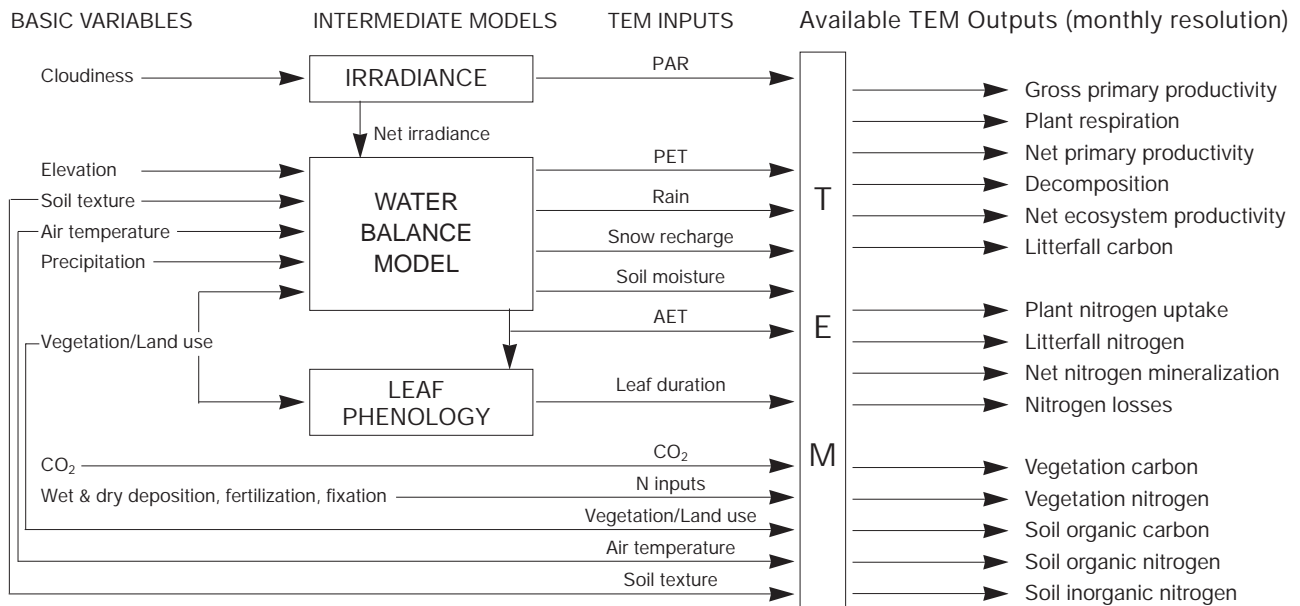 BASIC VARIABLES
INTERMEDIATE MODELS
TEM INPUTS
Available TEM Outputs (monthly resolution)
Cloudiness
IRRADIANCE
PAR
Net irradiance
Elevation
Soil texture
Air temperature
Precipitation
Vegetation/Land use
WATER
BALANCE
MODEL
PET
Rain
Snow recharge
Soil moisture
AET
LEAF
PHENOLOGY
Leaf duration
CO₂
CO₂
Wet & dry deposition, fertilization, fixation
N inputs
Vegetation/Land use
Air temperature
Soil texture
T
E
M
Gross primary productivity
Plant respiration
Net primary productivity
Decomposition
Net ecosystem productivity
Litterfall carbon
Plant nitrogen uptake
Litterfall nitrogen
Net nitrogen mineralization
Nitrogen losses
Vegetation carbon
Vegetation nitrogen
Soil organic carbon
Soil organic nitrogen
Soil inorganic nitrogen